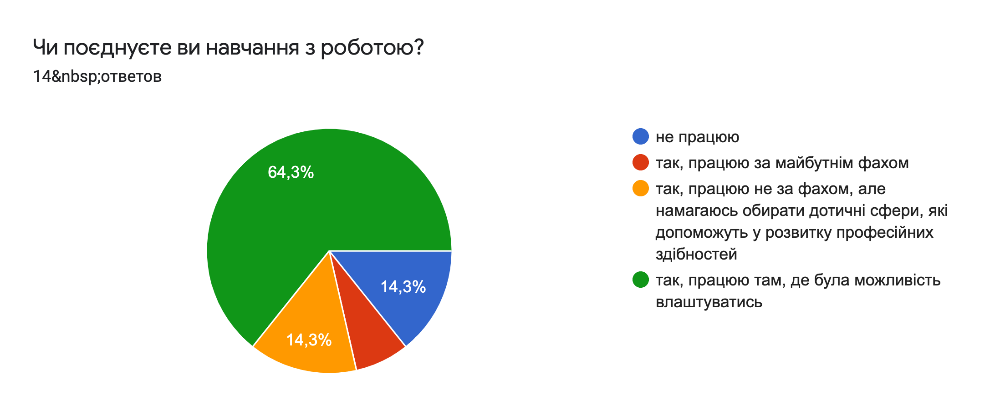 Чи поєднуєте ви навчання з роботою?
14&nbsp;ответов
64,3%
14,3%
14,3%
не працюю
так, працюю за майбутнім фахом
так, працюю не за фахом, але
намагаюсь обирати дотичні сфери, які
допоможуть у розвитку професійних
здібностей
так, працюю там, де була можливість
влаштуватись